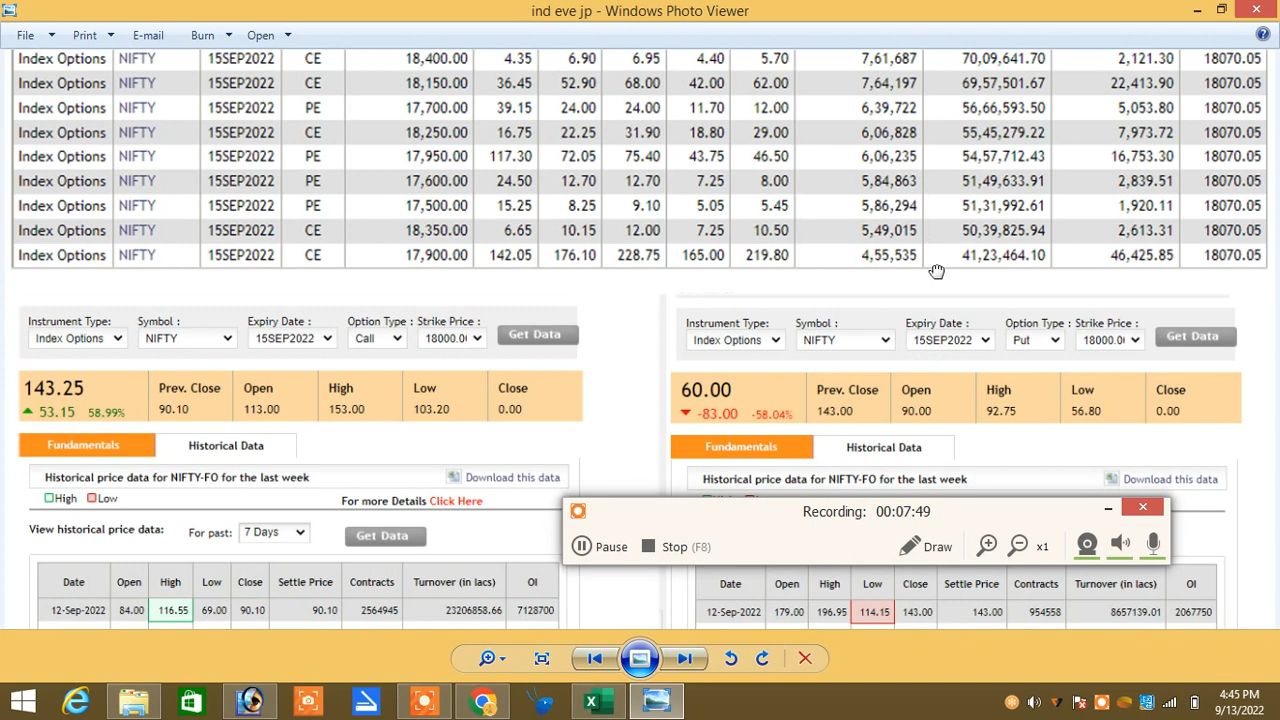 ind eve jp - Windows Photo Viewer
File Print E-mail Burn Open
Index Options NIFTY 15SEP2022 CE 18,400.00 4.35 6.90 6.95 4.40 5.70 7,61,687 70,09,641.70 2,121.30 18070.05
Index Options NIFTY 15SEP2022 CE 18,150.00 36.45 52.90 68.00 42.00 62.00 7,64,197 69,57,501.67 22,413.90 18070.05
Index Options NIFTY 15SEP2022 PE 17,700.00 39.15 24.00 24.00 11.70 12.00 6,39,722 56,66,593.50 5,053.80 18070.05
Index Options NIFTY 15SEP2022 CE 18,250.00 16.75 22.25 31.90 18.80 29.00 6,06,828 55,45,279.22 7,973.72 18070.05
Index Options NIFTY 15SEP2022 PE 17,950.00 117.30 72.05 75.40 43.75 46.50 6,06,235 54,57,712.43 16,753.30 18070.05
Index Options NIFTY 15SEP2022 PE 17,600.00 24.50 12.70 12.70 7.25 8.00 5,84,863 51,49,633.91 2,839.51 18070.05
Index Options NIFTY 15SEP2022 PE 17,500.00 15.25 8.25 9.10 5.05 5.45 5,86,294 51,31,992.61 1,920.11 18070.05
Index Options NIFTY 15SEP2022 CE 18,350.00 6.65 10.15 12.00 7.25 10.50 5,49,015 50,39,825.94 2,613.31 18070.05
Index Options NIFTY 15SEP2022 CE 17,900.00 142.05 176.10 228.75 165.00 219.80 4,55,535 41,23,464.10 46,425.85 18070.05
Instrument Type: Symbol : Expiry Date : Option Type : Strike Price :
Index Options NIFTY 15SEP2022 Call 18000.0 Get Data
143.25 Prev. Close Open High Low Close
53.15 58.99% 90.10 113.00 153.00 103.20 0.00
Fundamentals Historical Data
Historical price data for NIFTY-FO for the last week Download this data
High Low For more Details Click Here
View historical price data: For past: 7 Days Get Data
Date Open High Low Close Settle Price Contracts Turnover (in lacs) OI
12-Sep-2022 84.00 116.55 69.00 90.10 90.10 2564945 23206858.66 7128700
Instrument Type: Symbol : Expiry Date : Option Type : Strike Price :
Index Options NIFTY 15SEP2022 Put 18000.0 Get Data
60.00 Prev. Close Open High Low Close
-83.00 -58.04% 143.00 90.00 92.75 56.80 0.00
Fundamentals Historical Data
Historical price data for NIFTY-FO for the last week Download this data
Recording: 00:07:49
Pause Stop (F8) Draw x1
Date Open High Low Close Settle Price Contracts Turnover (in lacs) OI
12-Sep-2022 179.00 196.95 114.15 143.00 143.00 954558 8657139.01 2067750
4:45 PM
9/13/2022